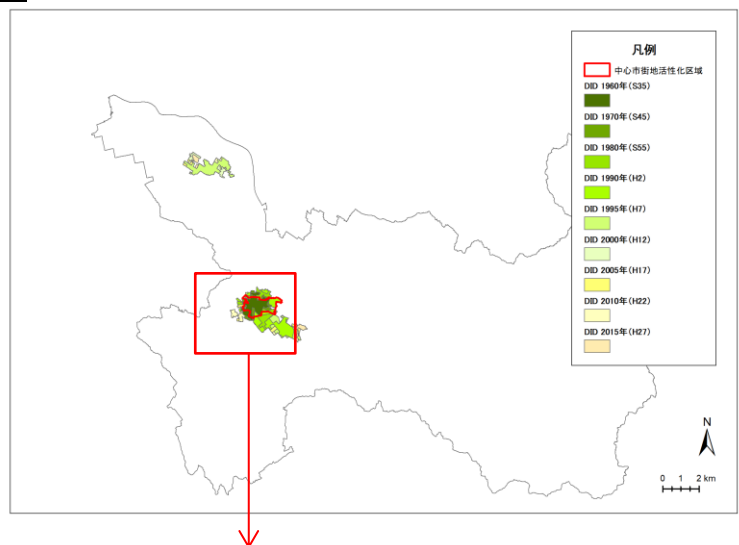 凡例
中心市街地活性化区域
DID 1960年(S35)
DID 1970年(S45)
DID 1980年(S55)
DID 1990年(H2)
DID 1995年(H7)
DID 2000年(H12)
DID 2005年(H17)
DID 2010年(H22)
DID 2015年(H27)
N
0 1 2 km